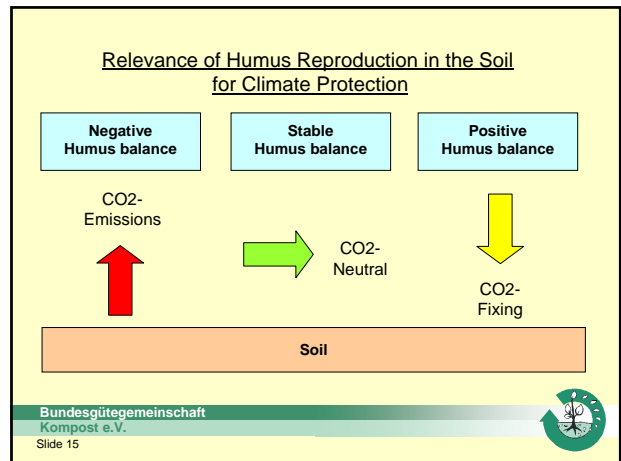 Relevance of Humus Reproduction in the Soil
for Climate Protection
Negative
Humus balance
Stable
Humus balance
Positive
Humus balance
CO2-
Emissions
CO2-
Neutral
CO2-
Fixing
Soil
Bundesgütegemeinschaft
Kompost e.V.
Slide 15